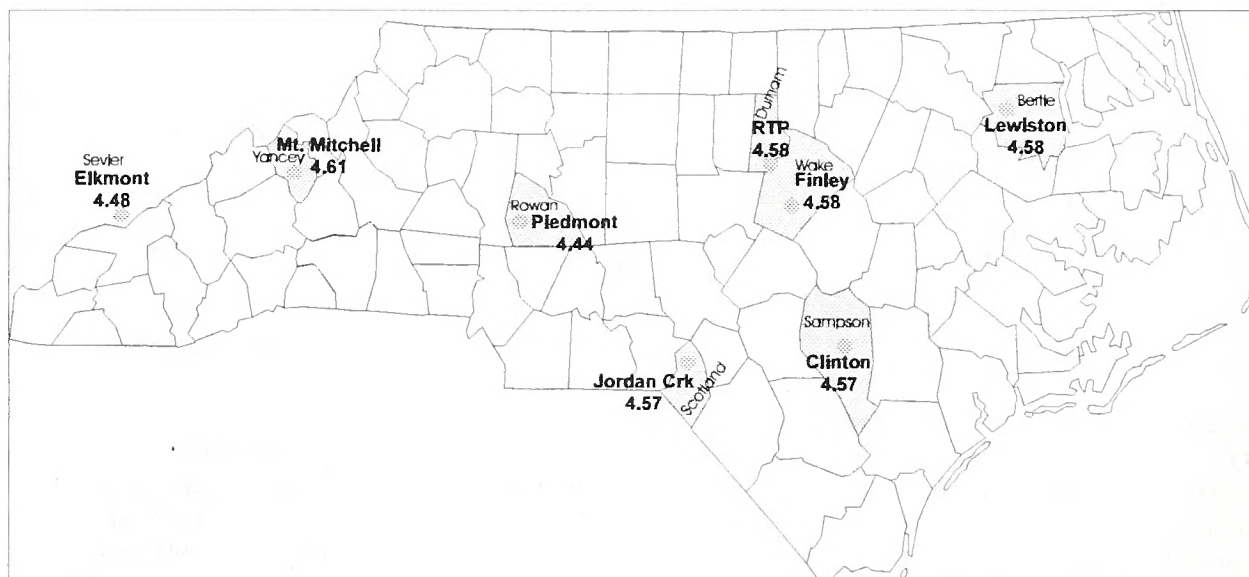 Sevier
Elkmont
4.48
Yancey
Mt. Mitchell
4.61
Rowan
Piedmont
4.44
Durham
RTP
4.58
Wake
Finley
4.58
Bertie
Lewiston
4.58
Jordan Crk
4.57
Scotland
Sampson
Clinton
4.57